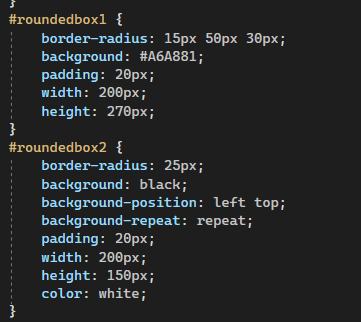 }
#roundedbox1 {
border-radius: 15px 50px 30px;
background: #A6A881;
padding: 20px;
width: 200px;
height: 270px;
}
#roundedbox2 {
border-radius: 25px;
background: black;
background-position: left top;
background-repeat: repeat;
padding: 20px;
width: 200px;
height: 150px;
color: white;
}